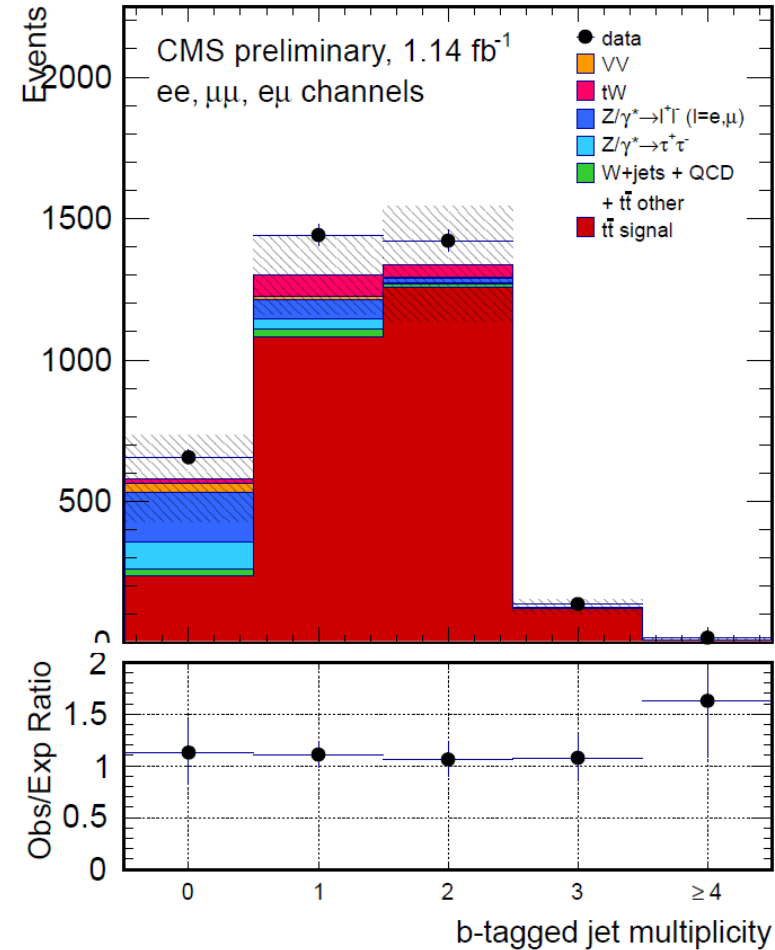 Events
2000
1500
1000
500
0
CMS preliminary, 1.14 fb⁻¹
ee, μμ, eμ channels
data
VV
tW
Z/γ*→l⁺l⁻ (l=e,μ)
Z/γ*→τ⁺τ⁻
W+jets + QCD
+ tt̄ other
tt̄ signal
Obs/Exp Ratio
2
1.5
1
0.5
0
0 1 2 3 ≥ 4
b-tagged jet multiplicity